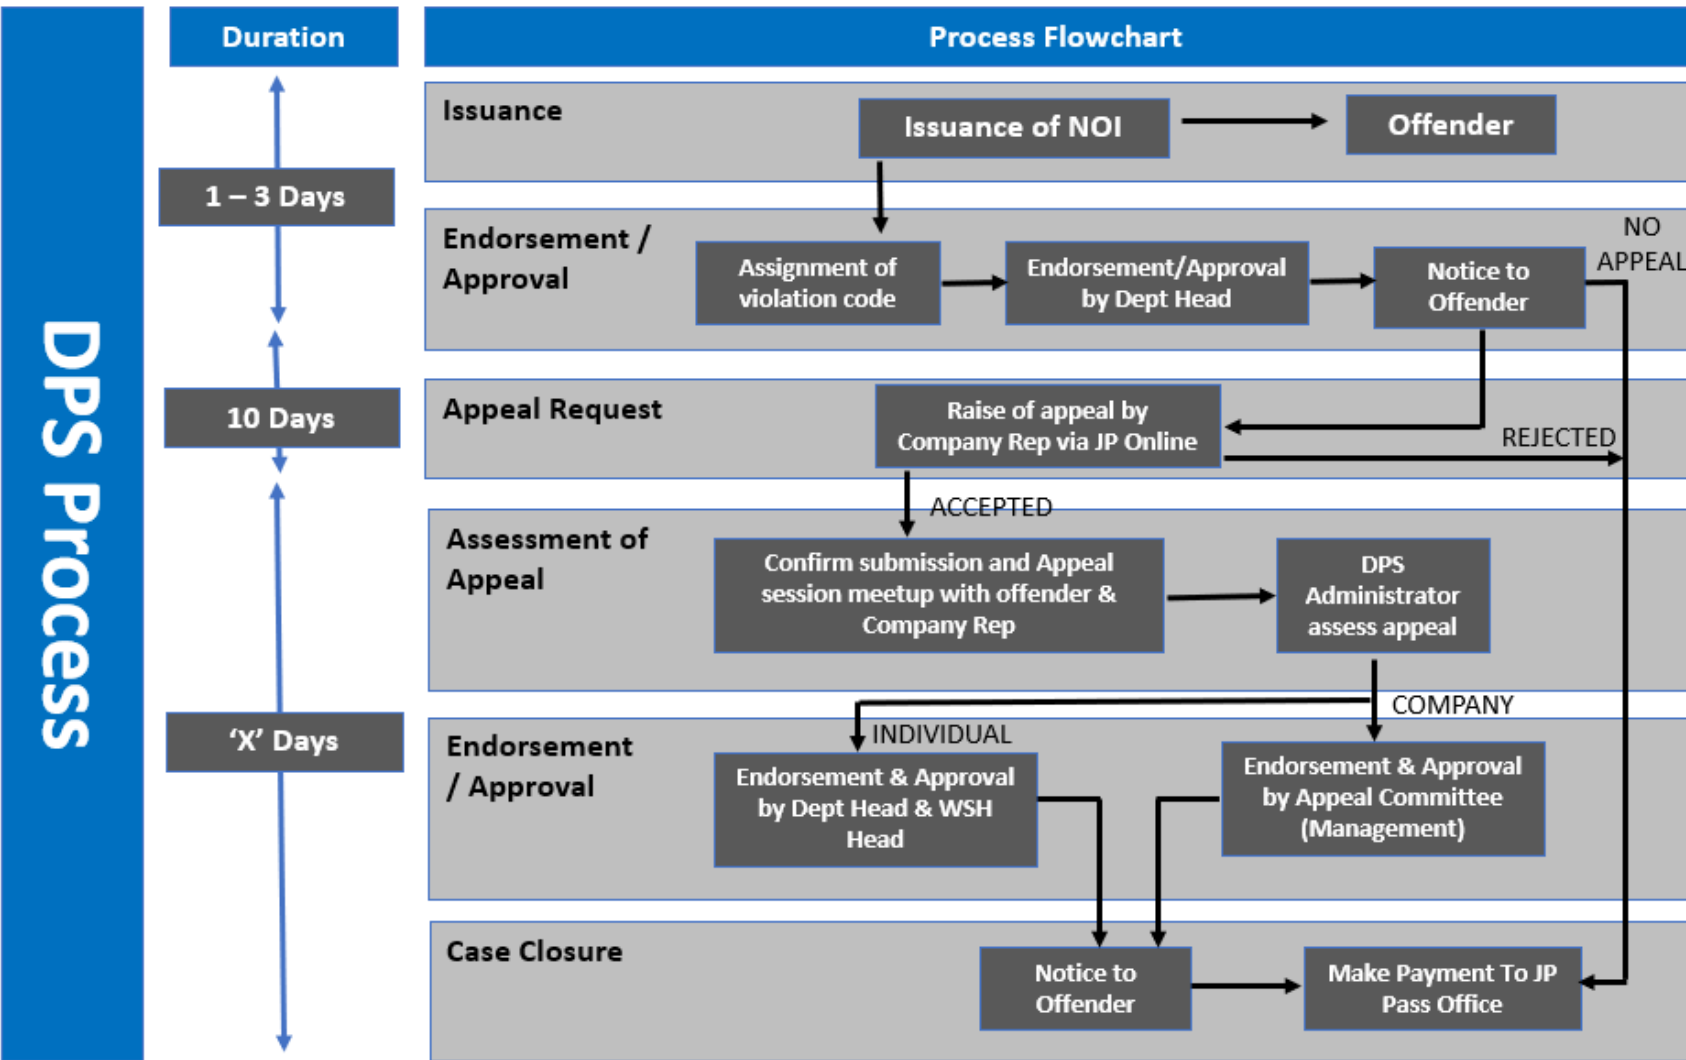 DPS Process
Duration
Process Flowchart
Issuance
Issuance of NOI
Offender
1 – 3 Days
Endorsement /
Approval
NO
APPEAL
Assignment of
violation code
Endorsement/Approval
by Dept Head
Notice to
Offender
10 Days
Appeal Request
Raise of appeal by
Company Rep via JP Online
REJECTED
ACCEPTED
Assessment of
Appeal
Confirm submission and Appeal
session meetup with offender &
Company Rep
DPS
Administrator
assess appeal
COMPANY
INDIVIDUAL
‘X’ Days
Endorsement
/ Approval
Endorsement & Approval
by Dept Head & WSH
Head
Endorsement & Approval
by Appeal Committee
(Management)
Case Closure
Notice to
Offender
Make Payment To JP
Pass Office